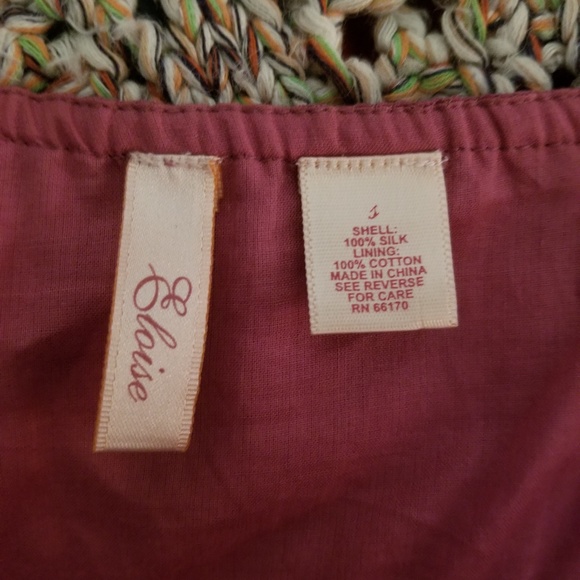 Eloise
SHELL:
100% SILK
LINING:
100% COTTON
MADE IN CHINA
SEE REVERSE
FOR CARE
RN 66170